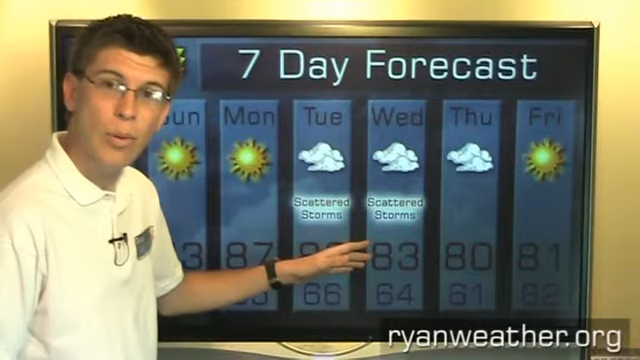 7 Day Forecast
Sun Mon Tue Wed Thu Fri
Scattered Storms
Scattered Storms
87 83 80 81
66 64 61 62
ryanweather.org